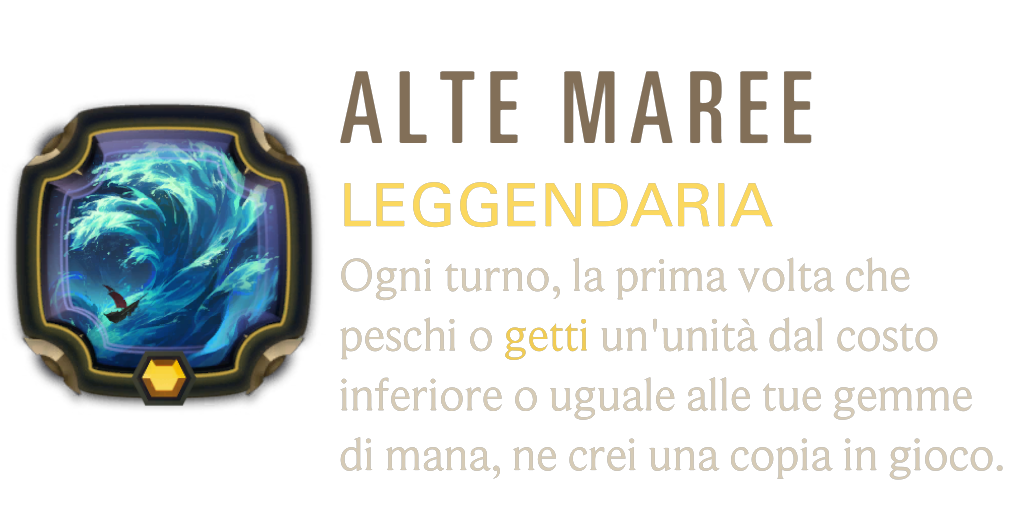 ALTE MAREE
LEGGENDARIA
Ogni turno, la prima volta che
peschi o getti un'unità dal costo
inferiore o uguale alle tue gemme
di mana, ne crei una copia in gioco.